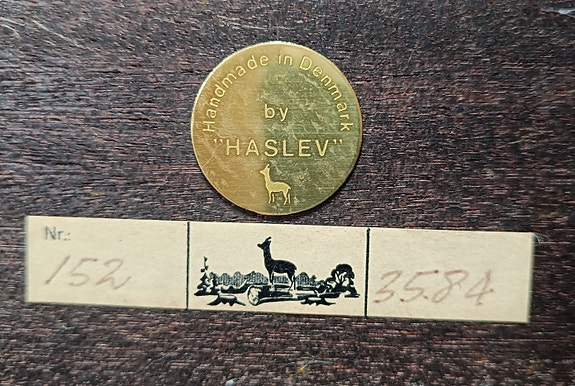 Handmade in Denmark
by
"HASLEV"
Nr.:
152
35.84